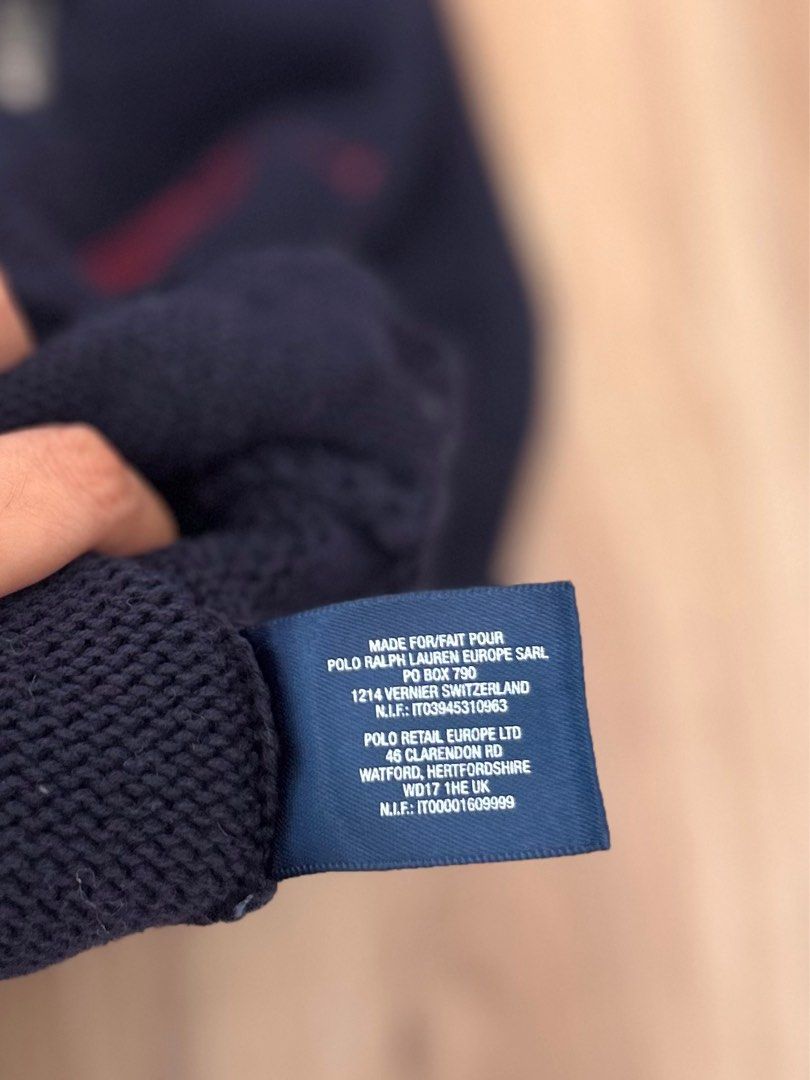 MADE FOR/FAIT POUR
POLO RALPH LAUREN EUROPE SARL
PO BOX 790
1214 VERNIER SWITZERLAND
N.I.F.: IT03945310963
POLO RETAIL EUROPE LTD
46 CLARENDON RD
WATFORD, HERTFORDSHIRE
WD17 1HE UK
N.I.F.: IT00001609999